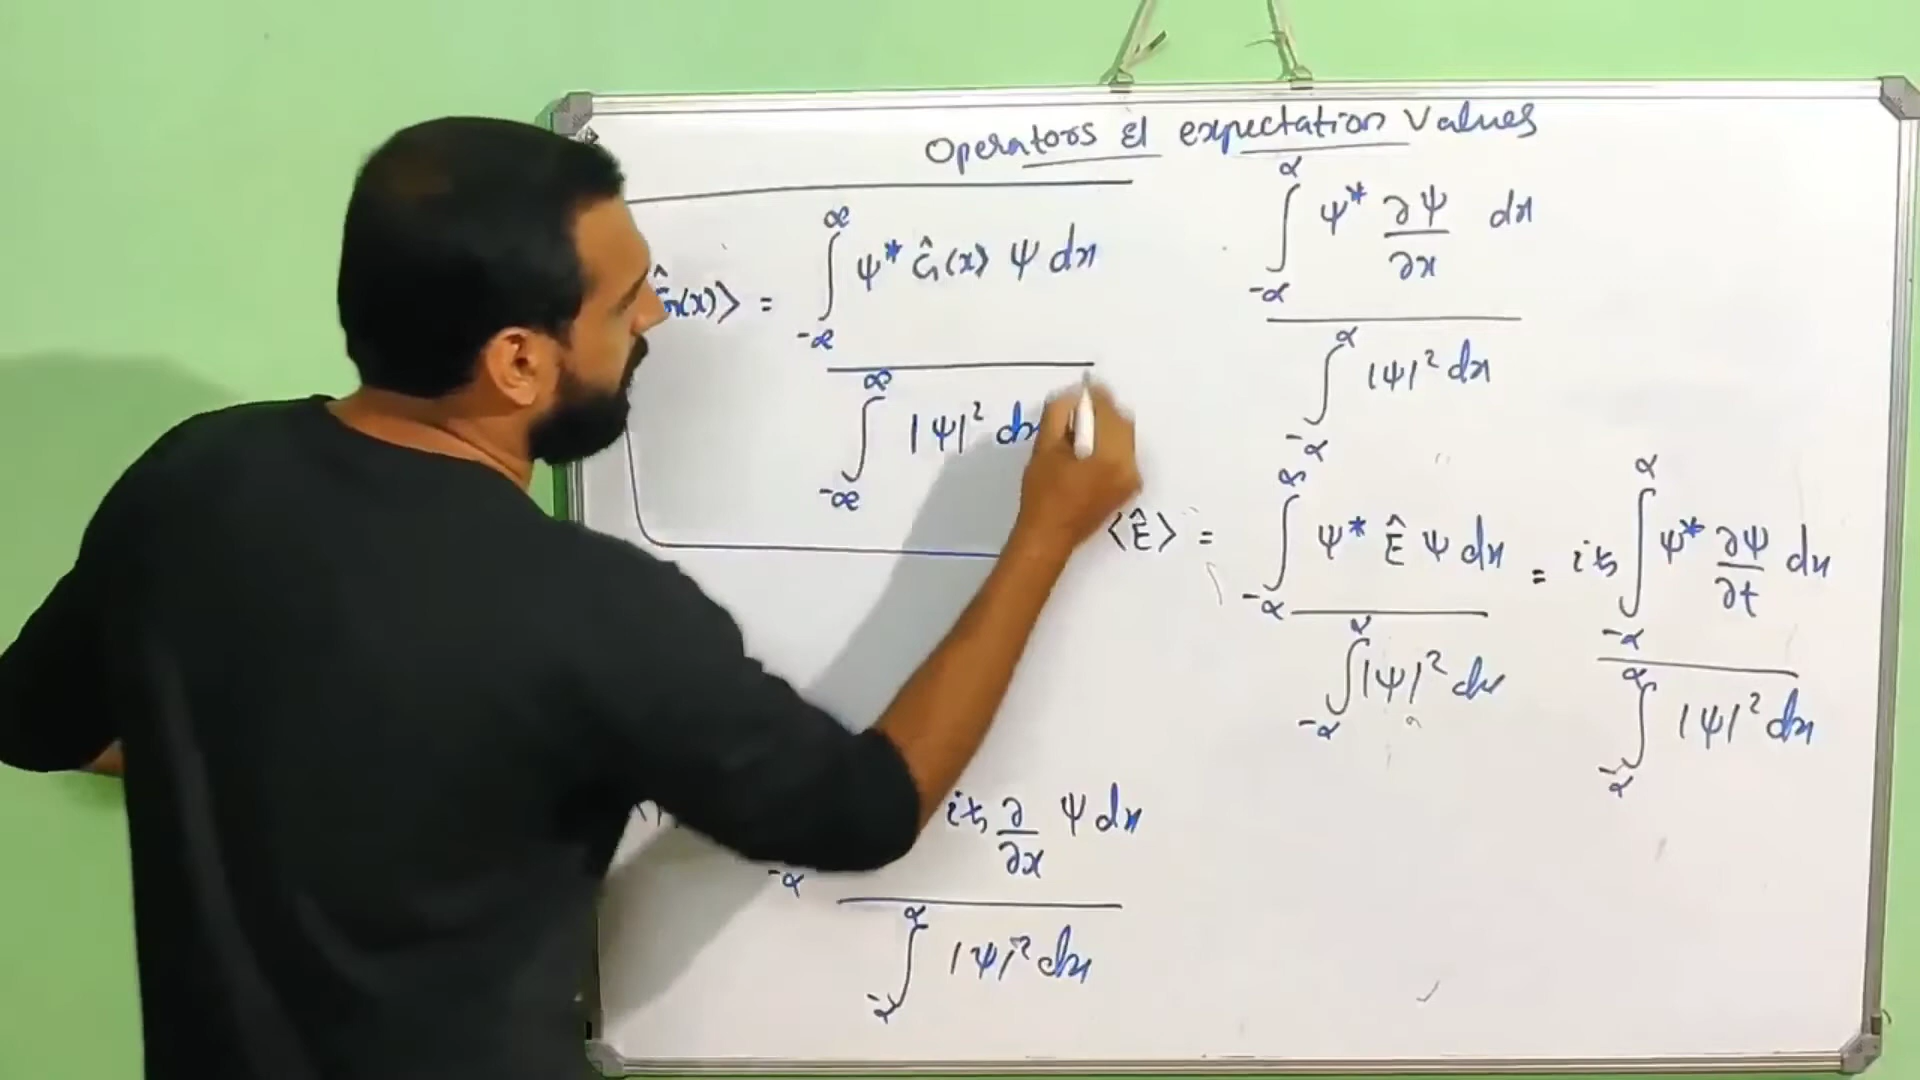 Operators & expectation Values
(x)⟩ = ∫_{-∞}^{∞} ψ* Ĝ(x) ψ dx
∫_{-∞}^{∞} |ψ|² dx
∫_{-∞}^{∞} ψ* ∂ψ/∂x dx
∫_{-∞}^{∞} |ψ|² dx
⟨Ê⟩ = ∫_{-∞}^{∞} ψ* Ê ψ dx = iħ ∫_{-∞}^{∞} ψ* ∂ψ/∂t dx
∫_{-∞}^{∞} |ψ|² dx
∫_{-∞}^{∞} |ψ|² dx
-∞ iħ ∂/∂x ψ dx
∫_{-∞}^{∞} |ψ|² dx